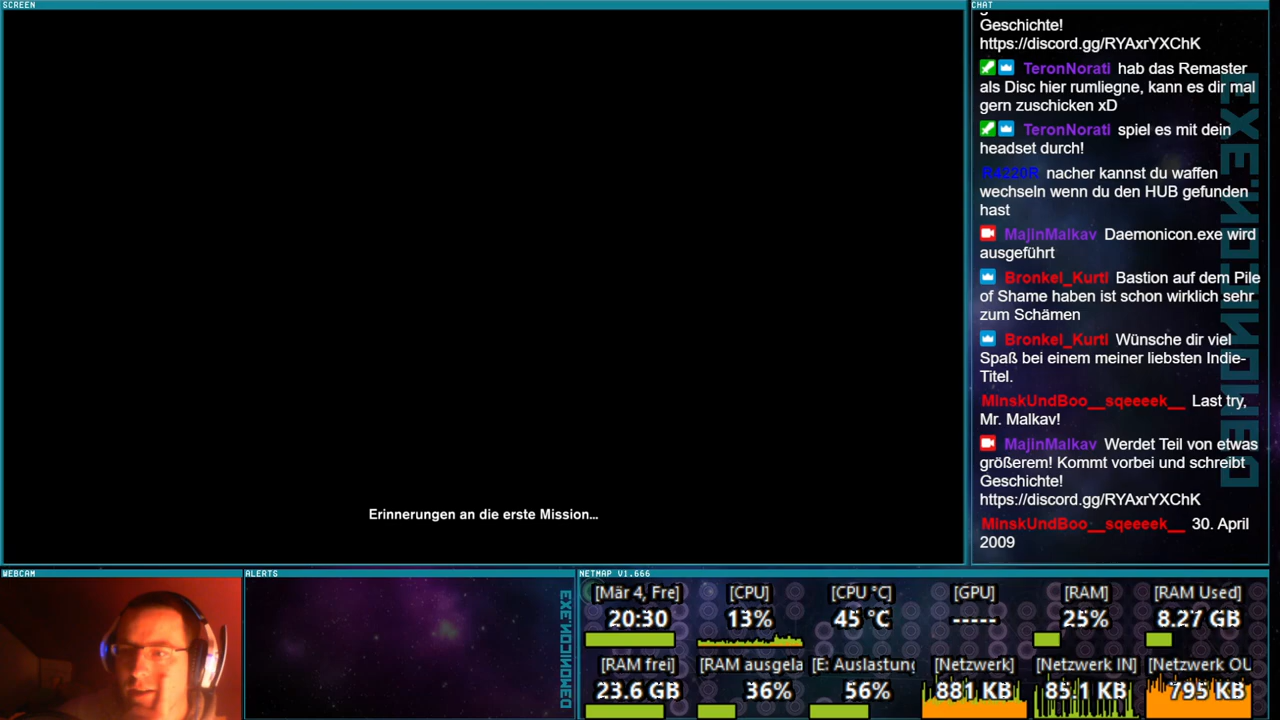 SCREEN
Erinnerungen an die erste Mission...
CHAT
Geschichte!
https://discord.gg/RYAxrYXChK
TeronNorati hab das Remaster
als Disc hier rumliegne, kann es dir mal
gern zuschicken xD
TeronNorati spiel es mit dein
headset durch!
R4220R nacher kannst du waffen
wechseln wenn du den HUB gefunden
hast
MajinMalkav Daemonicon.exe wird
ausgeführt
Bronkel_Kurtl Bastion auf dem Pile
of Shame haben ist schon wirklich sehr
zum Schämen
Bronkel_Kurtl Wünsche dir viel
Spaß bei einem meiner liebsten Indie-
Titel.
MinskUndBoo__sqeeeek__ Last try,
Mr. Malkav!
MajinMalkav Werdet Teil von etwas
größerem! Kommt vorbei und schreibt
Geschichte!
https://discord.gg/RYAxrYXChK
MinskUndBoo__sqeeeek__ 30. April
2009
WEBCAM
ALERTS
NETMAP V1.666
[Mär 4, Fre] [CPU] [CPU °C] [GPU] [RAM] [RAM Used]
20:30 13% 45 °C ----- 25% 8.27 GB
[RAM frei] [RAM ausgela [E: Auslastung [Netzwerk] [Netzwerk IN] [Netzwerk OU
23.6 GB 36% 56% 881 KB 85.1 KB 795 KB